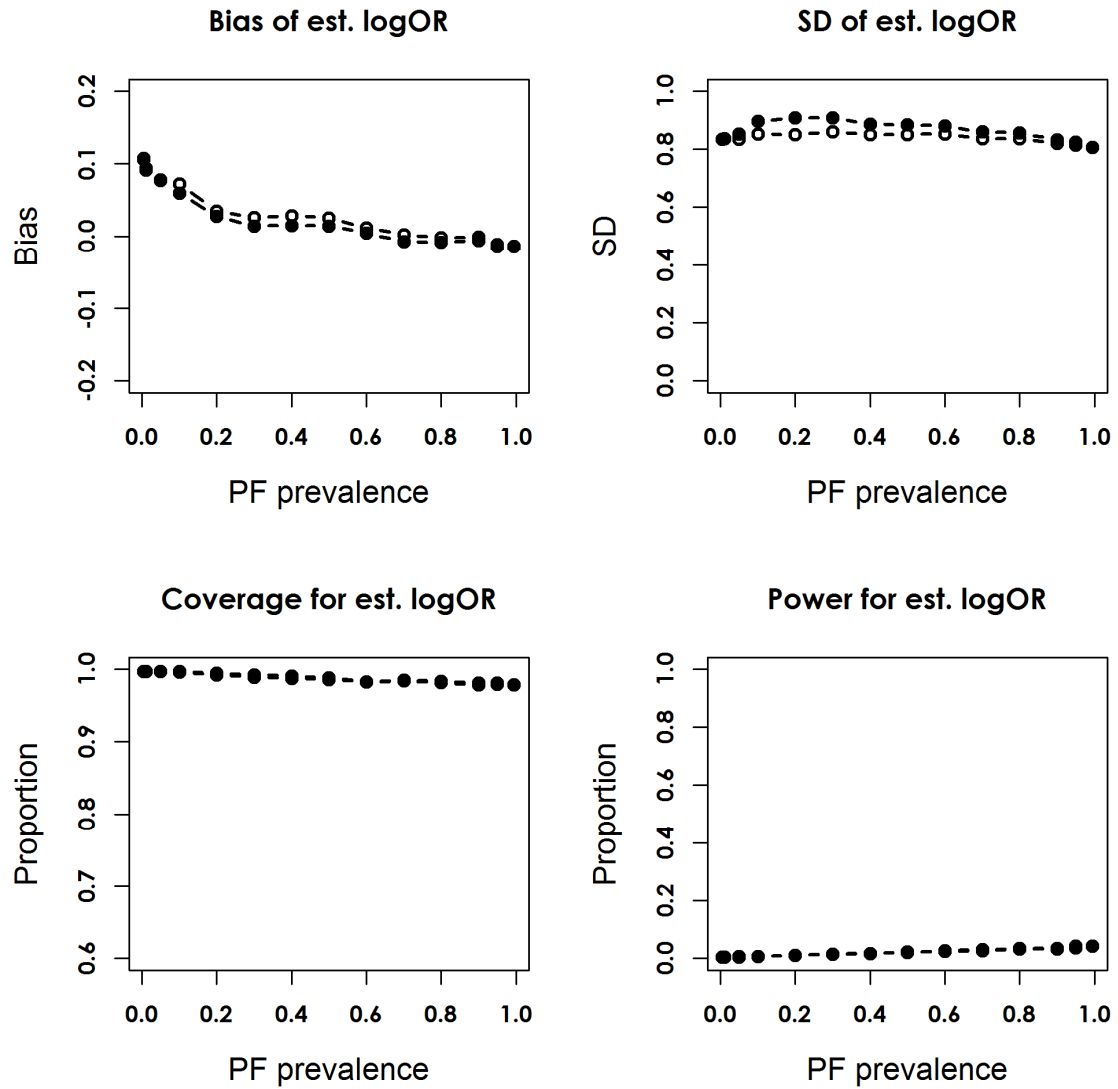 Bias of est. logOR
Bias
0.2
0.1
0.0
-0.1
-0.2
0.0 0.2 0.4 0.6 0.8 1.0
PF prevalence
SD of est. logOR
SD
1.0
0.8
0.6
0.4
0.2
0.0
0.0 0.2 0.4 0.6 0.8 1.0
PF prevalence
Coverage for est. logOR
Proportion
1.0
0.9
0.8
0.7
0.6
0.0 0.2 0.4 0.6 0.8 1.0
PF prevalence
Power for est. logOR
Proportion
1.0
0.8
0.6
0.4
0.2
0.0
0.0 0.2 0.4 0.6 0.8 1.0
PF prevalence